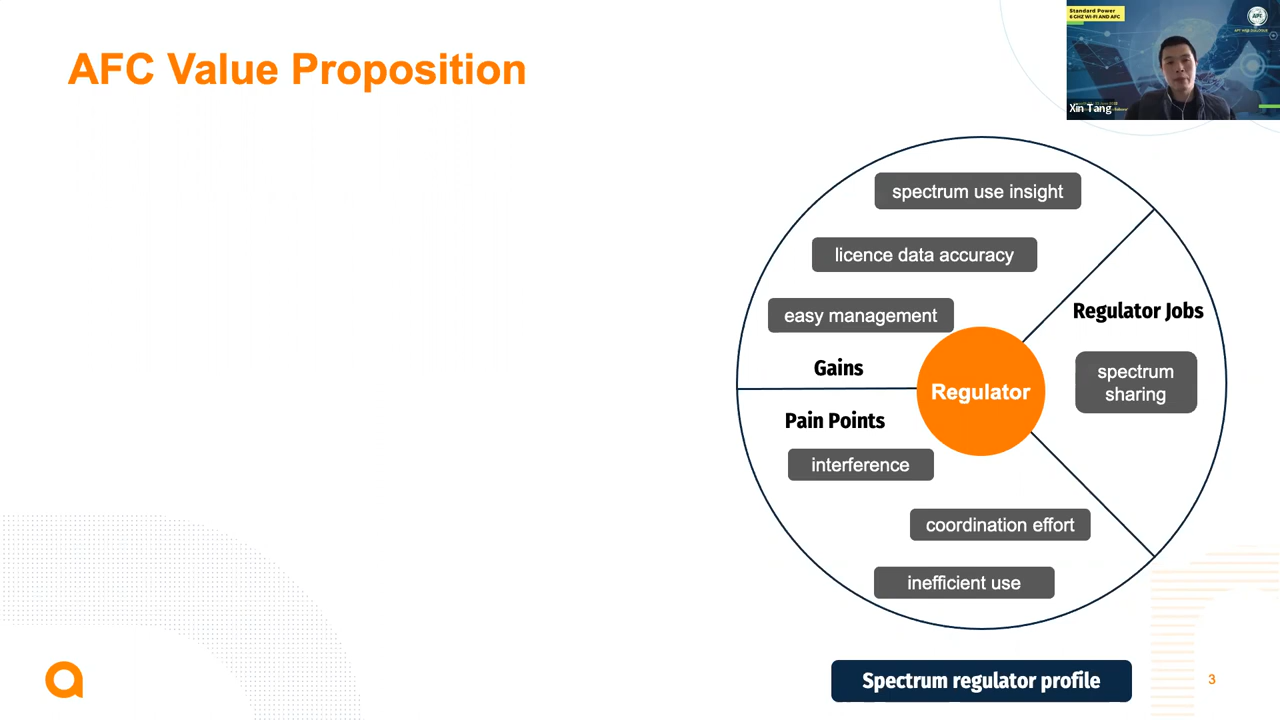 AFC Value Proposition
Standard Power
6 GHZ WI-FI AND AFC
AFC
Xin Tang
spectrum use insight
licence data accuracy
easy management
Gains
Regulator Jobs
spectrum
sharing
Regulator
Pain Points
interference
coordination effort
inefficient use
Spectrum regulator profile
3